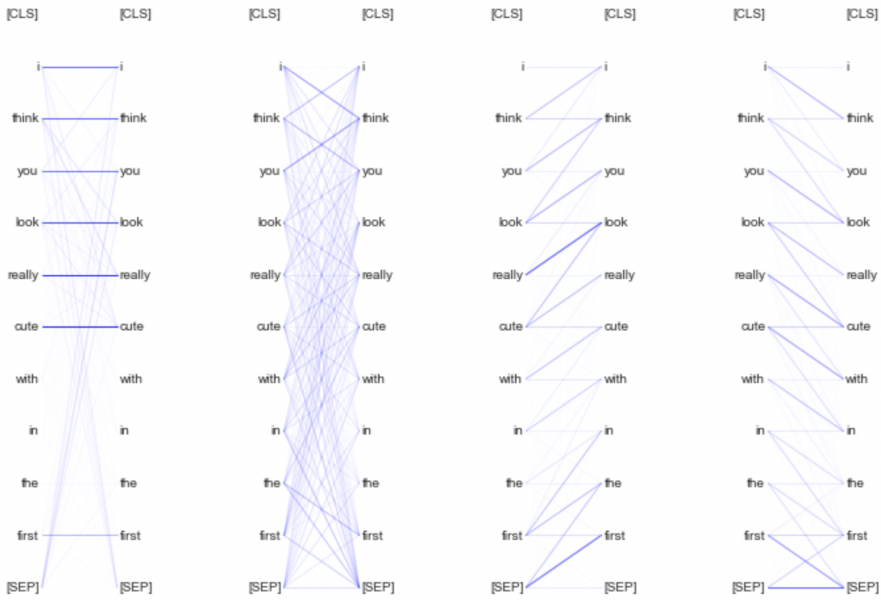 [CLS] [CLS] [CLS] [CLS] [CLS] [CLS] [CLS] [CLS]
i i i i i i i i
think think think think think think think think
you you you you you you you you
look look look look look look look look
really really really really really really really really
cute cute cute cute cute cute cute cute
with with with with with with with with
in in in in in in in in
the the the the the the the the
first first first first first first first first
[SEP] [SEP] [SEP] [SEP] [SEP] [SEP] [SEP] [SEP]